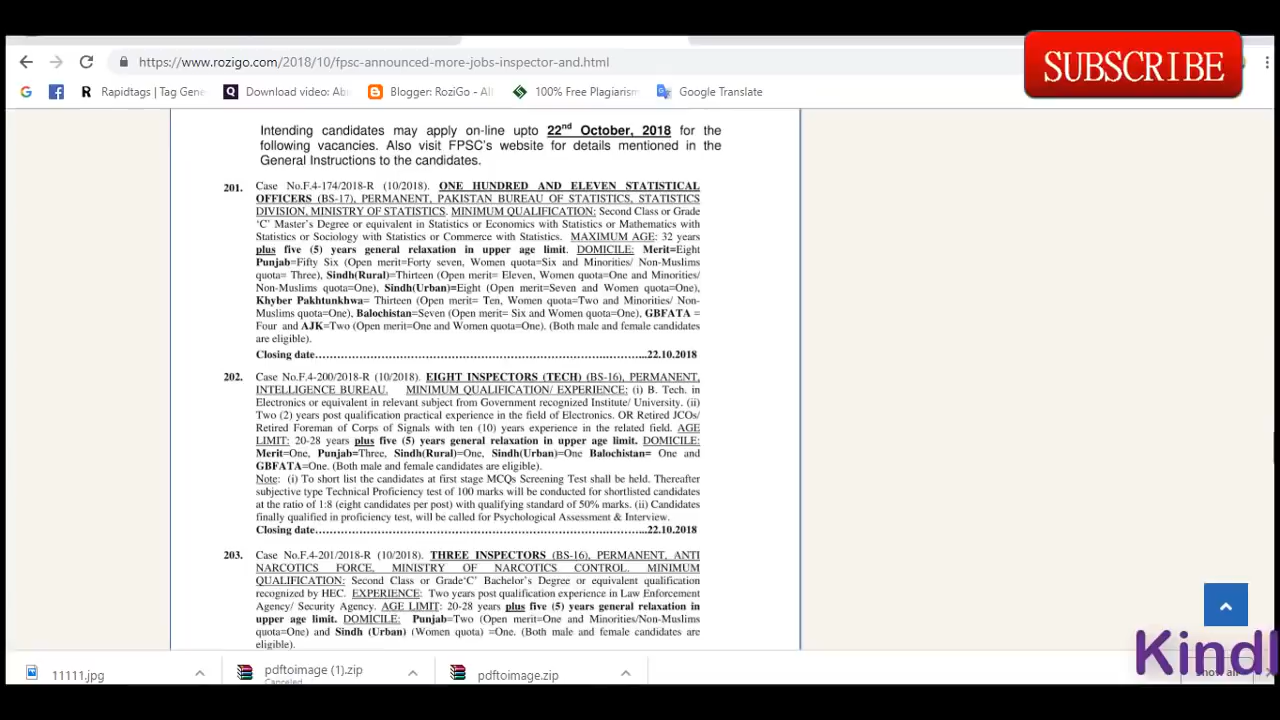 SUBSCRIBE
https://www.rozigo.com/2018/10/fpsc-announced-more-jobs-inspector-and.html
Rapidtags | Tag Gene
Download video: Abi
Blogger: RoziGo - All
100% Free Plagiarism
Google Translate
Intending candidates may apply on-line upto 22nd October, 2018 for the
following vacancies. Also visit FPSC's website for details mentioned in the
General Instructions to the candidates.
201. Case No.F.4-174/2018-R (10/2018). ONE HUNDRED AND ELEVEN STATISTICAL
OFFICERS (BS-17), PERMANENT, PAKISTAN BUREAU OF STATISTICS, STATISTICS
DIVISION, MINISTRY OF STATISTICS. MINIMUM QUALIFICATION: Second Class or Grade
'C' Master's Degree or equivalent in Statistics or Economics with Statistics or Mathematics with
Statistics or Sociology with Statistics or Commerce with Statistics. MAXIMUM AGE: 32 years
plus five (5) years general relaxation in upper age limit. DOMICILE: Merit=Eight
Punjab=Fifty Six (Open merit=Forty seven, Women quota=Six and Minorities/ Non-Muslims
quota= Three), Sindh(Rural)=Thirteen (Open merit= Eleven, Women quota=One and Minorities/
Non-Muslims quota=One), Sindh(Urban)=Eight (Open merit=Seven and Women quota=One),
Khyber Pakhtunkhwa= Thirteen (Open merit= Ten, Women quota=Two and Minorities/ Non-
Muslims quota=One), Balochistan=Seven (Open merit= Six and Women quota=One), GBFATA =
Four and AJK=Two (Open merit=One and Women quota=One). (Both male and female candidates
are eligible).
Closing date……………………………………………………………………..22.10.2018
202. Case No.F.4-200/2018-R (10/2018). EIGHT INSPECTORS (TECH) (BS-16), PERMANENT,
INTELLIGENCE BUREAU. MINIMUM QUALIFICATION/ EXPERIENCE: (i) B. Tech. in
Electronics or equivalent in relevant subject from Government recognized Institute/ University. (ii)
Two (2) years post qualification practical experience in the field of Electronics. OR Retired JCOs/
Retired Foreman of Corps of Signals with ten (10) years experience in the related field. AGE
LIMIT: 20-28 years plus five (5) years general relaxation in upper age limit. DOMICILE:
Merit=One, Punjab=Three, Sindh(Rural)=One, Sindh(Urban)=One Balochistan= One and
GBFATA=One. (Both male and female candidates are eligible).
Note: (i) To short list the candidates at first stage MCQs Screening Test shall be held. Thereafter
subjective type Technical Proficiency test of 100 marks will be conducted for shortlisted candidates
at the ratio of 1:8 (eight candidates per post) with qualifying standard of 50% marks. (ii) Candidates
finally qualified in proficiency test, will be called for Psychological Assessment & Interview.
Closing date……………………………………………………………………..22.10.2018
203. Case No.F.4-201/2018-R (10/2018). THREE INSPECTORS (BS-16), PERMANENT, ANTI
NARCOTICS FORCE, MINISTRY OF NARCOTICS CONTROL. MINIMUM
QUALIFICATION: Second Class or Grade'C' Bachelor's Degree or equivalent qualification
recognized by HEC. EXPERIENCE: Two years post qualification experience in Law Enforcement
Agency/ Security Agency. AGE LIMIT: 20-28 years plus five (5) years general relaxation in
upper age limit. DOMICILE: Punjab=Two (Open merit=One and Minorities/Non-Muslims
quota=One) and Sindh (Urban) (Women quota) =One. (Both male and female candidates are
eligible).
Kindl
11111.jpg
pdftoimage (1).zip
Canceled
pdftoimage.zip
Show all